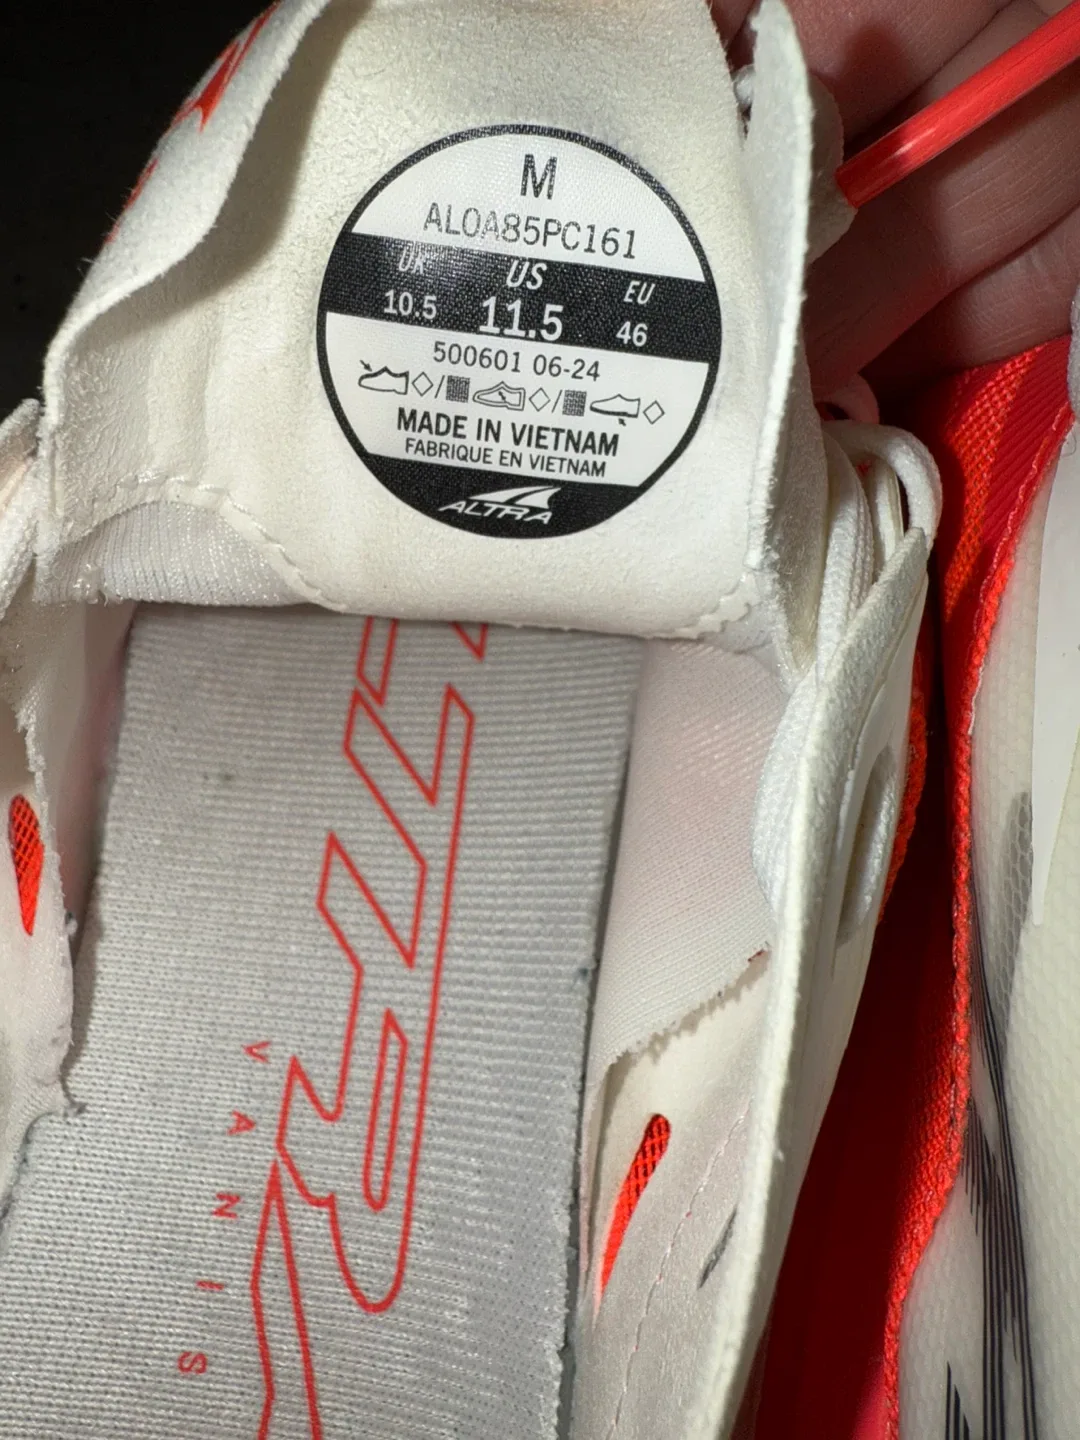 M
AL0A85PC161
UK US EU
10.5 11.5 46
500601 06-24
MADE IN VIETNAM
FABRIQUE EN VIETNAM
ALTRA
VANISH